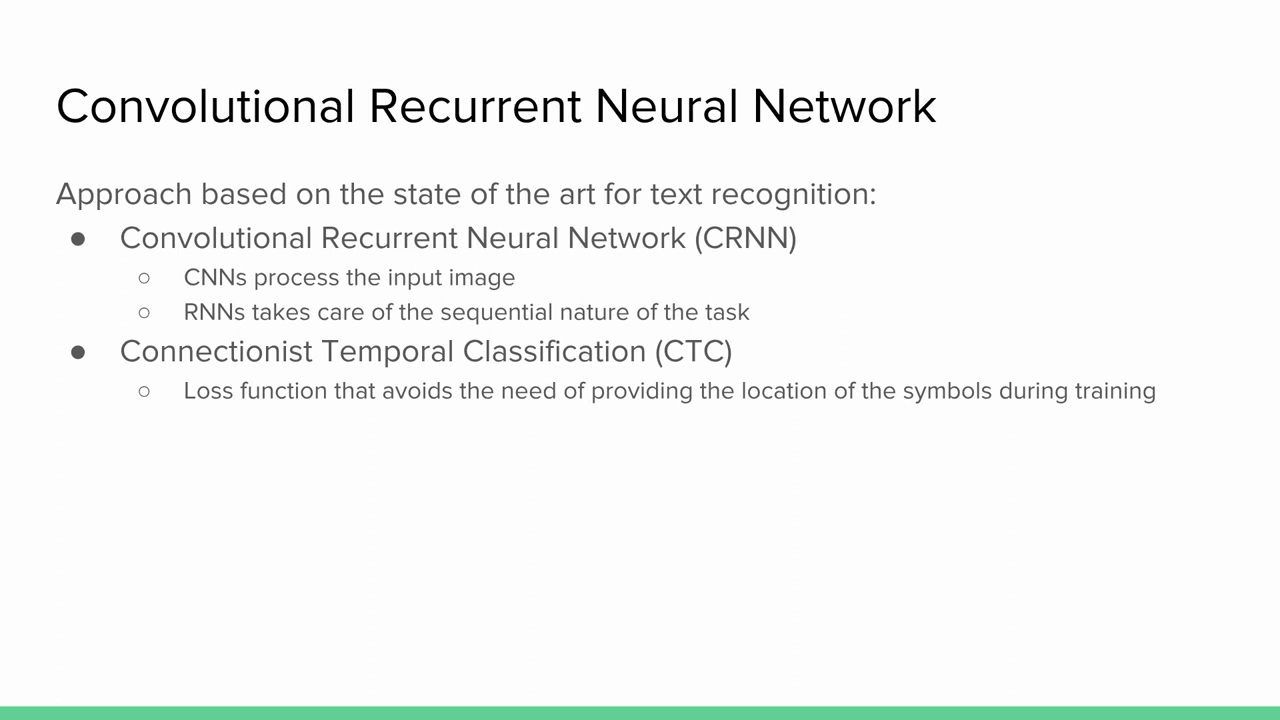 Convolutional Recurrent Neural Network
Approach based on the state of the art for text recognition:
● Convolutional Recurrent Neural Network (CRNN)
○ CNNs process the input image
○ RNNs takes care of the sequential nature of the task
● Connectionist Temporal Classification (CTC)
○ Loss function that avoids the need of providing the location of the symbols during training